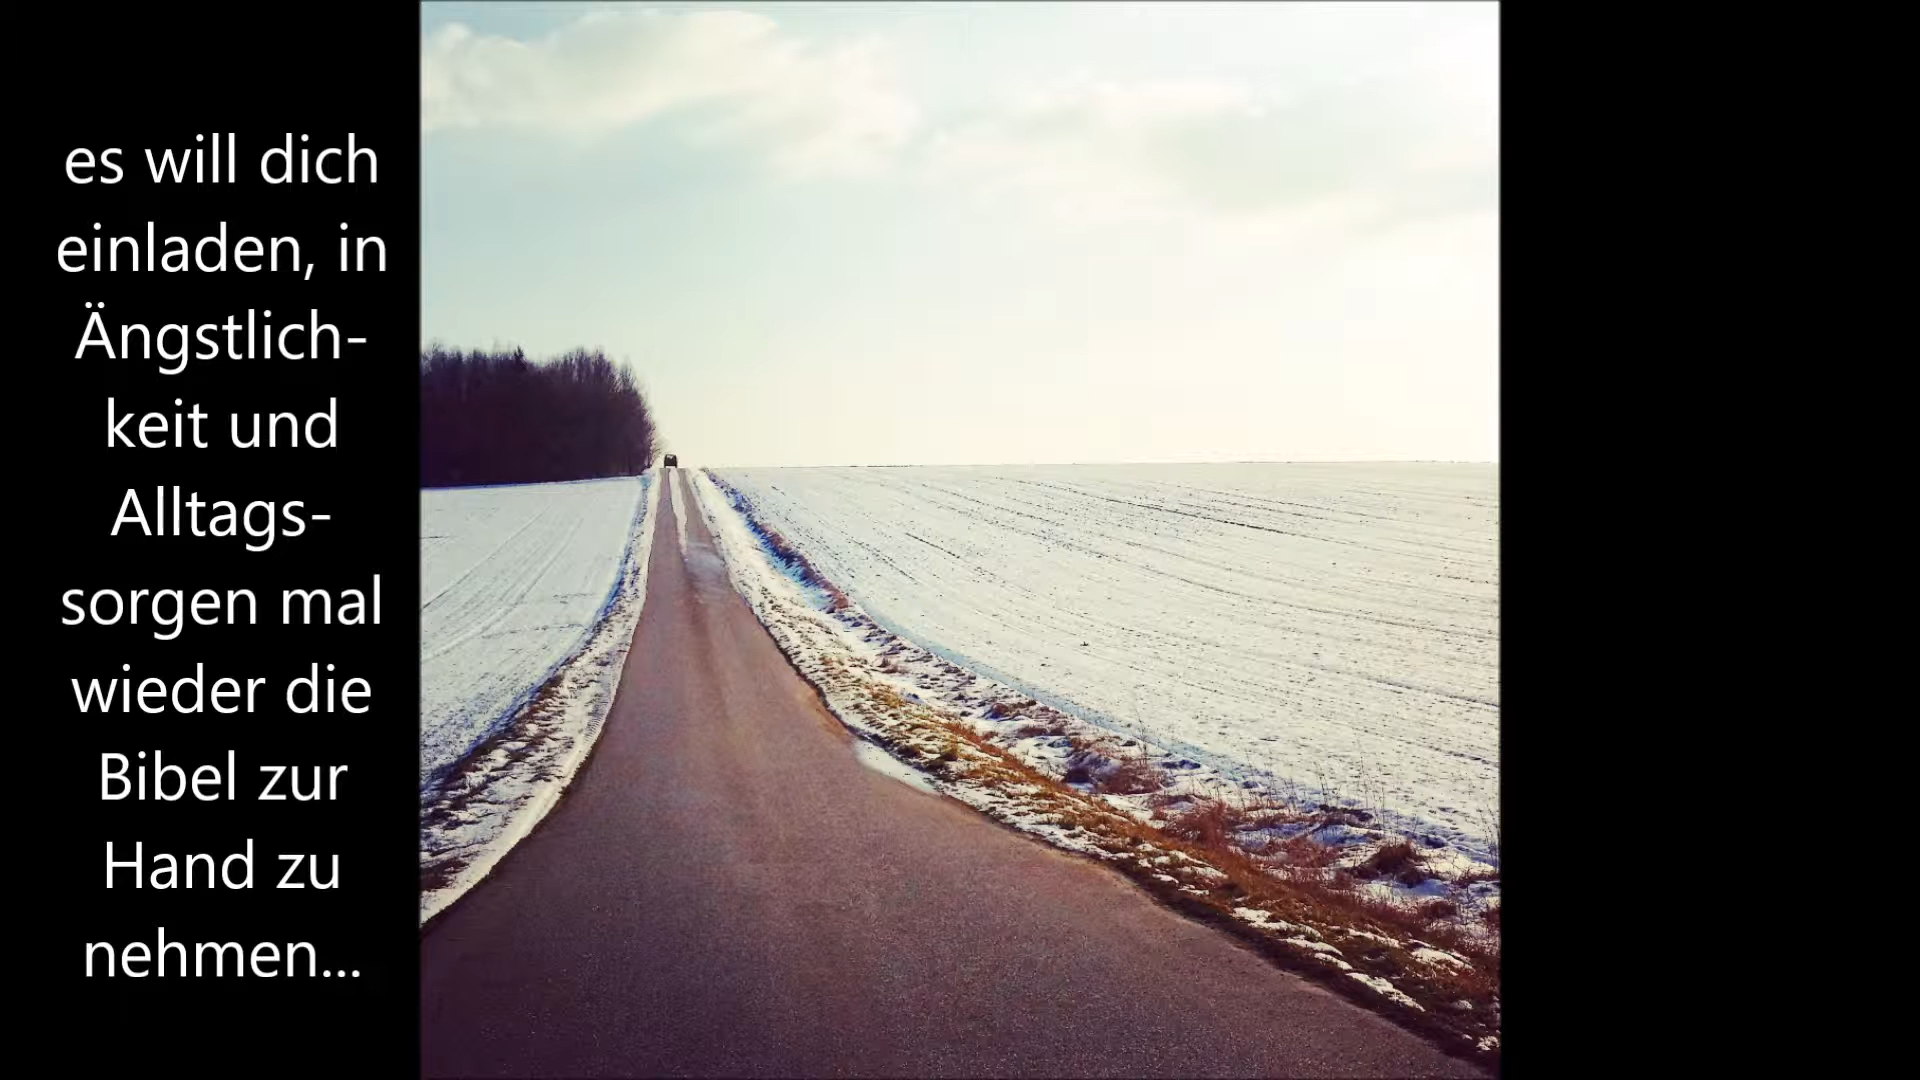 es will dich
einladen, in
Ängstlich-
keit und
Alltags-
sorgen mal
wieder die
Bibel zur
Hand zu
nehmen...